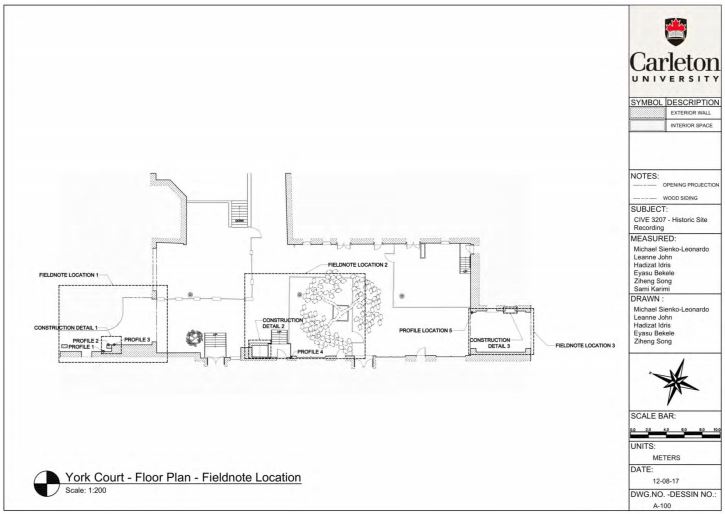 FIELDNOTE LOCATION 1
FIELDNOTE LOCATION 2
CONSTRUCTION DETAIL 1
PROFILE 2
PROFILE 1
PROFILE 3
DOWN
UP
CONSTRUCTION
DETAIL 2
UP
PROFILE 4
UP
PROFILE LOCATION 5
CONSTRUCTION
DETAIL 3
FIELDNOTE LOCATION 3
York Court - Floor Plan - Fieldnote Location
Scale: 1:200
Carleton
UNIVERSITY
SYMBOL DESCRIPTION
EXTERIOR WALL
INTERIOR SPACE
NOTES:
OPENING PROJECTION
WOOD SIDING
SUBJECT:
CIVE 3207 - Historic Site
Recording
MEASURED:
Michael Sienko-Leonardo
Leanne John
Hadizat Idris
Eyasu Bekele
Ziheng Song
Sami Karimi
DRAWN :
Michael Sienko-Leonardo
Leanne John
Hadizat Idris
Eyasu Bekele
Ziheng Song
SCALE BAR:
0.0 2.0 4.0 6.0 8.0 10.0
UNITS:
METERS
DATE:
12-08-17
DWG.NO. -DESSIN NO.:
A-100